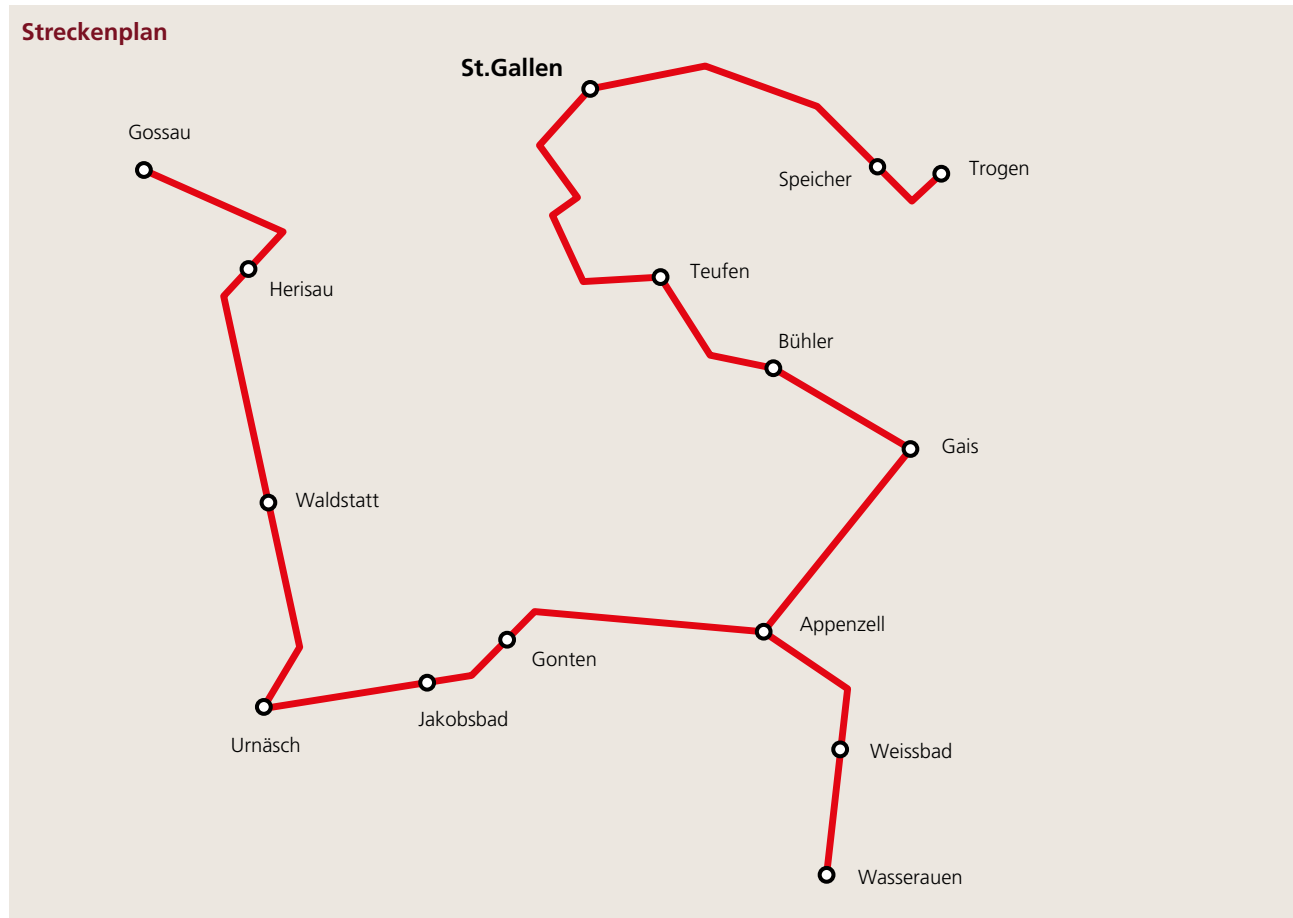 Streckenplan
St.Gallen
Gossau
Trogen
Speicher
Teufen
Herisau
Bühler
Gais
Waldstatt
Appenzell
Gonten
Jakobsbad
Urnäsch
Weissbad
Wasserauen